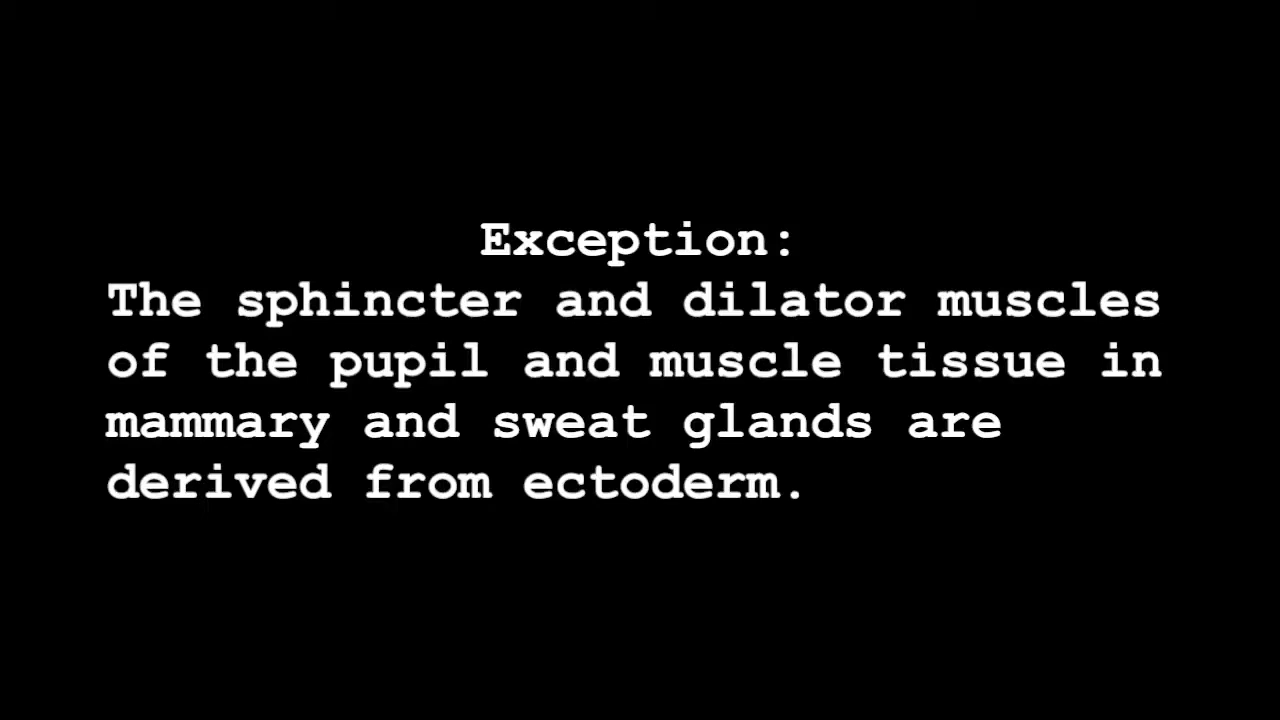 Exception:
The sphincter and dilator muscles
of the pupil and muscle tissue in
mammary and sweat glands are
derived from ectoderm.